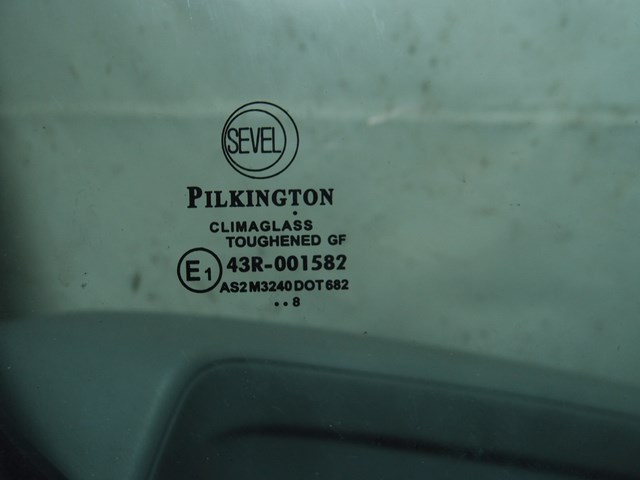 SEVEL
PILKINGTON
CLIMAGLASS
TOUGHENED GF
E1 43R-001582
AS2 M3240 DOT 682
..8